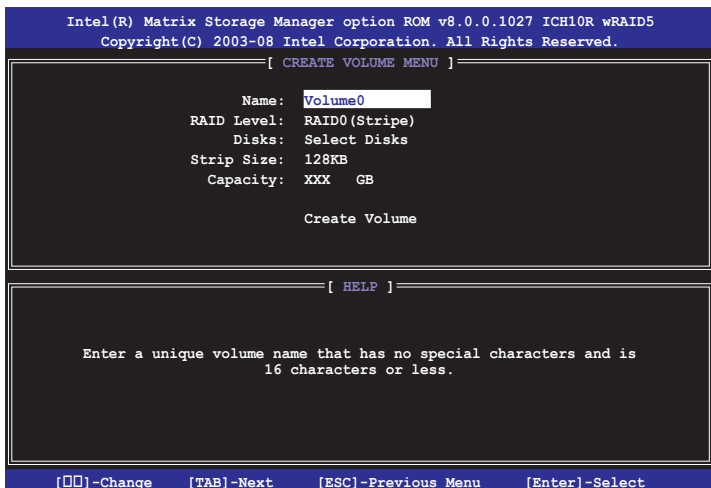 Intel(R) Matrix Storage Manager option ROM v8.0.0.1027 ICH10R wRAID5
Copyright(C) 2003-08 Intel Corporation. All Rights Reserved.
[ CREATE VOLUME MENU ]
Name: Volume0
RAID Level: RAID0(Stripe)
Disks: Select Disks
Strip Size: 128KB
Capacity: XXX GB
Create Volume
[ HELP ]
Enter a unique volume name that has no special characters and is
16 characters or less.
[▯▯]-Change [TAB]-Next [ESC]-Previous Menu [Enter]-Select